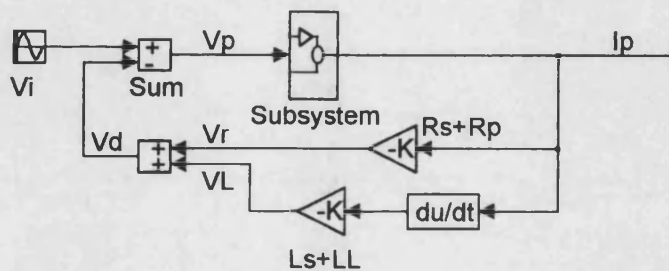 Vi
+
-
Sum
Vp
Subsystem
Ip
Vd
+
+
Vr
-K
Rs+Rp
VL
-K
du/dt
Ls+LL